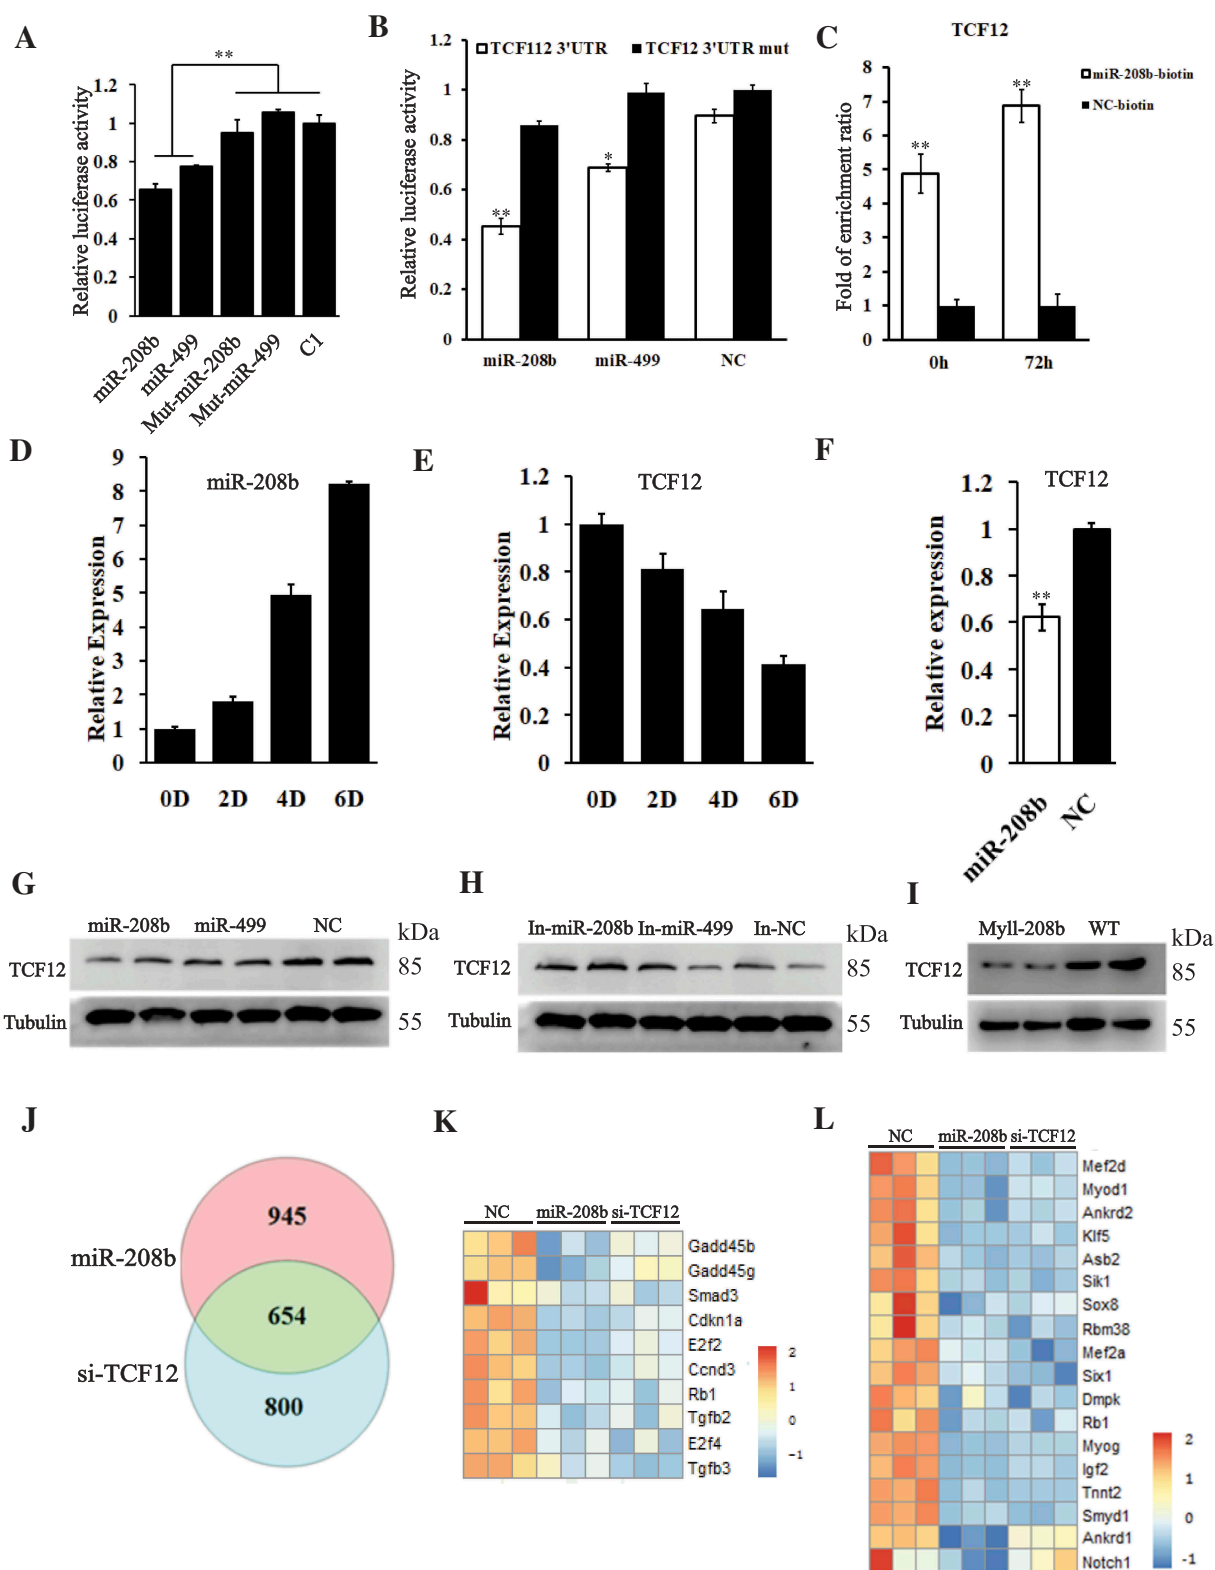 A
**
Relative luciferase activity
1.2
1
0.8
0.6
0.4
0.2
0
miR-208b
miR-499
Mut-miR-208b
Mut-miR-499
C1
B
TCF112 3'UTR
TCF12 3'UTR mut
Relative luciferase activity
1.2
1
0.8
0.6
0.4
0.2
0
**
*
miR-208b
miR-499
NC
C
TCF12
miR-208b-biotin
NC-biotin
Fold of enrichment ratio
8
7
6
5
4
3
2
1
0
**
**
0h
72h
D
miR-208b
Relative Expression
9
8
7
6
5
4
3
2
1
0
0D 2D 4D 6D
E
TCF12
Relative Expression
1.2
1
0.8
0.6
0.4
0.2
0
0D 2D 4D 6D
F
TCF12
Relative expression
1.2
1
0.8
0.6
0.4
0.2
0
**
miR-208b
NC
G
miR-208b miR-499 NC
kDa
TCF12
85
Tubulin
55
H
In-miR-208b In-miR-499 In-NC
kDa
TCF12
85
Tubulin
55
I
Myll-208b WT
kDa
TCF12
85
Tubulin
55
J
945
miR-208b
654
si-TCF12
800
K
NC miR-208b si-TCF12
Gadd45b
Gadd45g
Smad3
Cdkn1a
E2f2
Ccnd3
Rb1
Tgfb2
E2f4
Tgfb3
2
1
0
−1
L
NC miR-208b si-TCF12
Mef2d
Myod1
Ankrd2
Klf5
Asb2
Sik1
Sox8
Rbm38
Mef2a
Six1
Dmpk
Rb1
Myog
Igf2
Tnnt2
Smyd1
Ankrd1
Notch1
2
1
0
-1